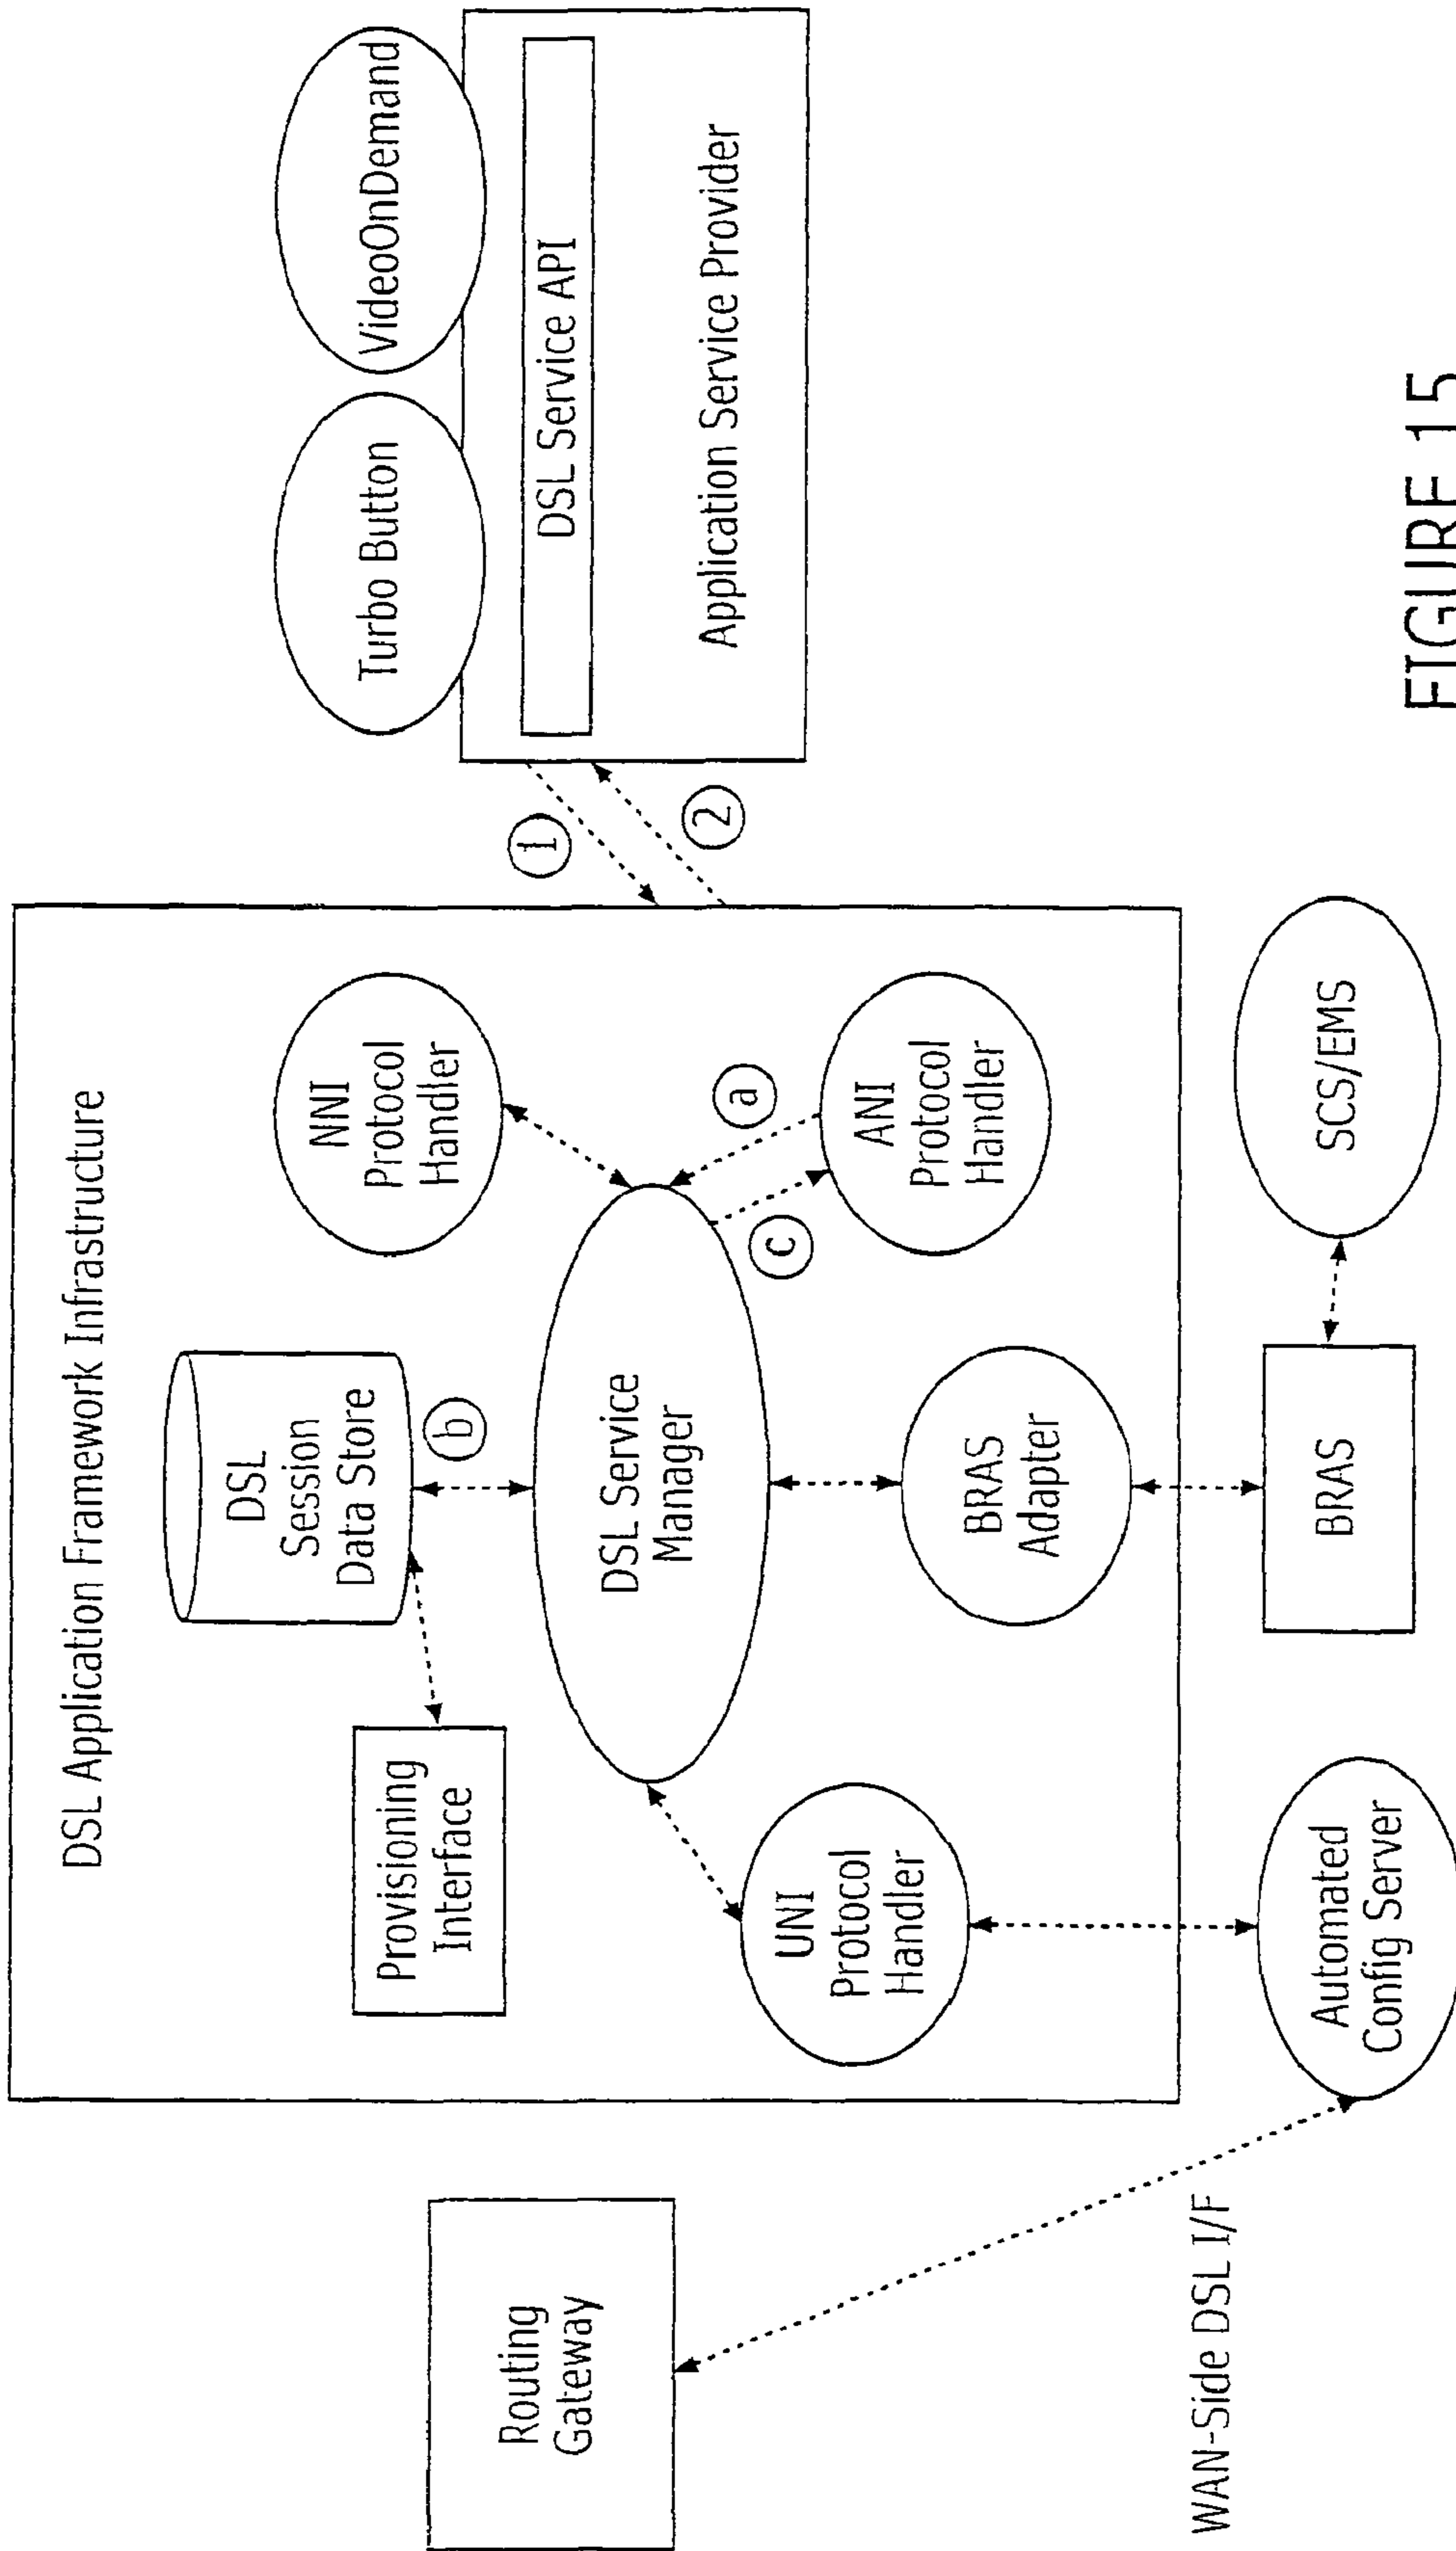 DSL Application Framework Infrastructure
Routing
Gateway
Provisioning
Interface
DSL
Session
Data Store
b
NNI
Protocol
Handler
DSL Service
Manager
a
c
UNI
Protocol
Handler
BRAS
Adapter
ANI
Protocol
Handler
WAN-Side DSL I/F
Automated
Config Server
BRAS
SCS/EMS
1
2
Turbo Button
VideoOnDemand
DSL Service API
Application Service Provider
FIGURE 15